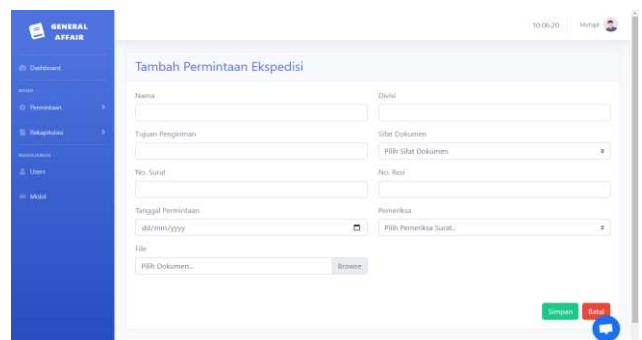 GENERAL
AFFAIR
10:06:20
Dashboard
Tambah Permintaan Ekspedisi
Nama
Divisi
Permintaan
Rekapitulasi
Tujuan Pengiriman
Sifat Dokumen
Pilih Sifat Dokumen
Users
No. Surat
No. Resi
Mobil
Tanggal Permintaan
Pemeriksa
dd/mm/yyyy
Pilih Pemeriksa Surat..
File
Pilih Dokumen...
Browse
Simpan
Batal